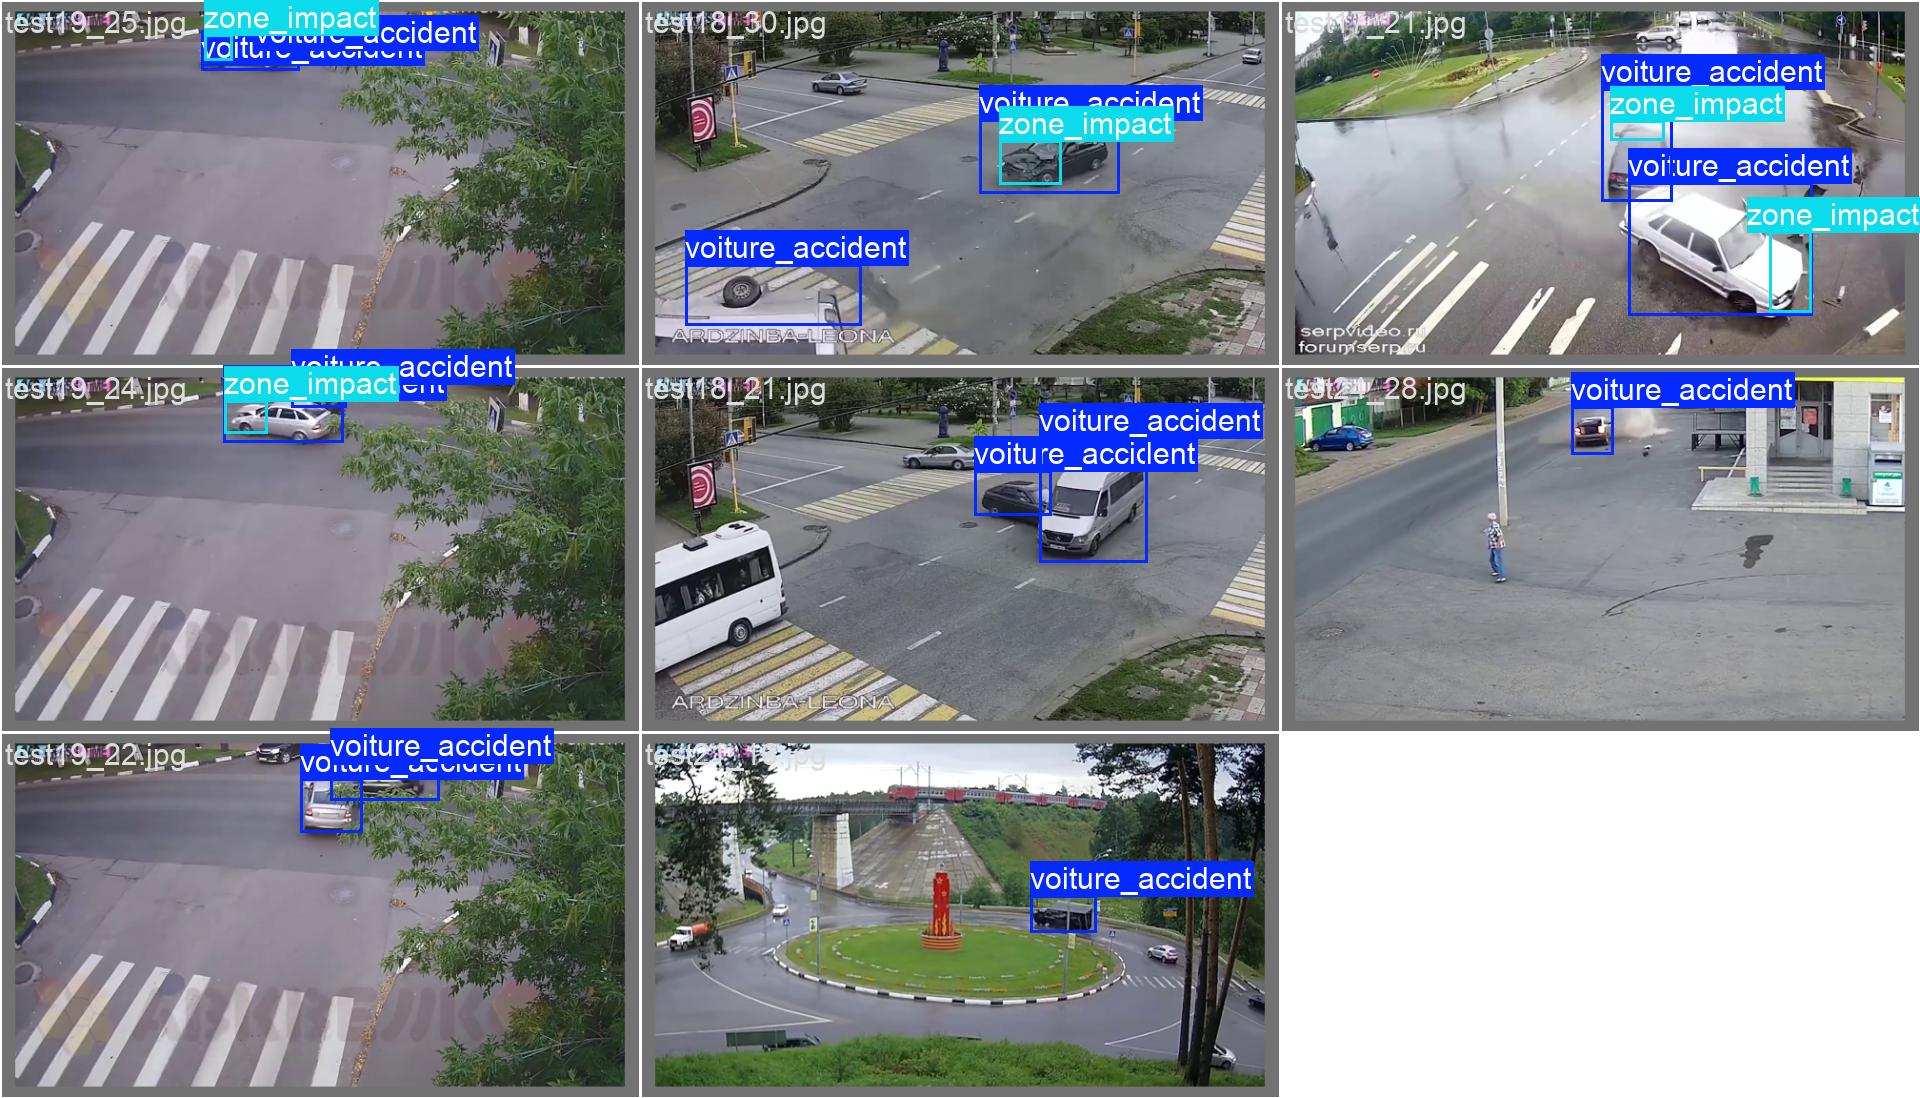 test19_25.jpg
zone_impact
voiture_accident
voiture_accident
test18_30.jpg
voiture_accident
zone_impact
voiture_accident
ARDZINBA-LEONA
voiture_accident
zone_impact
voiture_accident
zone_impact
serpvideo.ru
forumserp.ru
test19_24.jpg
voiture_accident
zone_impact
test18_21.jpg
voiture_accident
voiture_accident
ARDZINBA-LEONA
voiture_accident
test19_22.jpg
voiture_accident
voiture_accident
voiture_accident